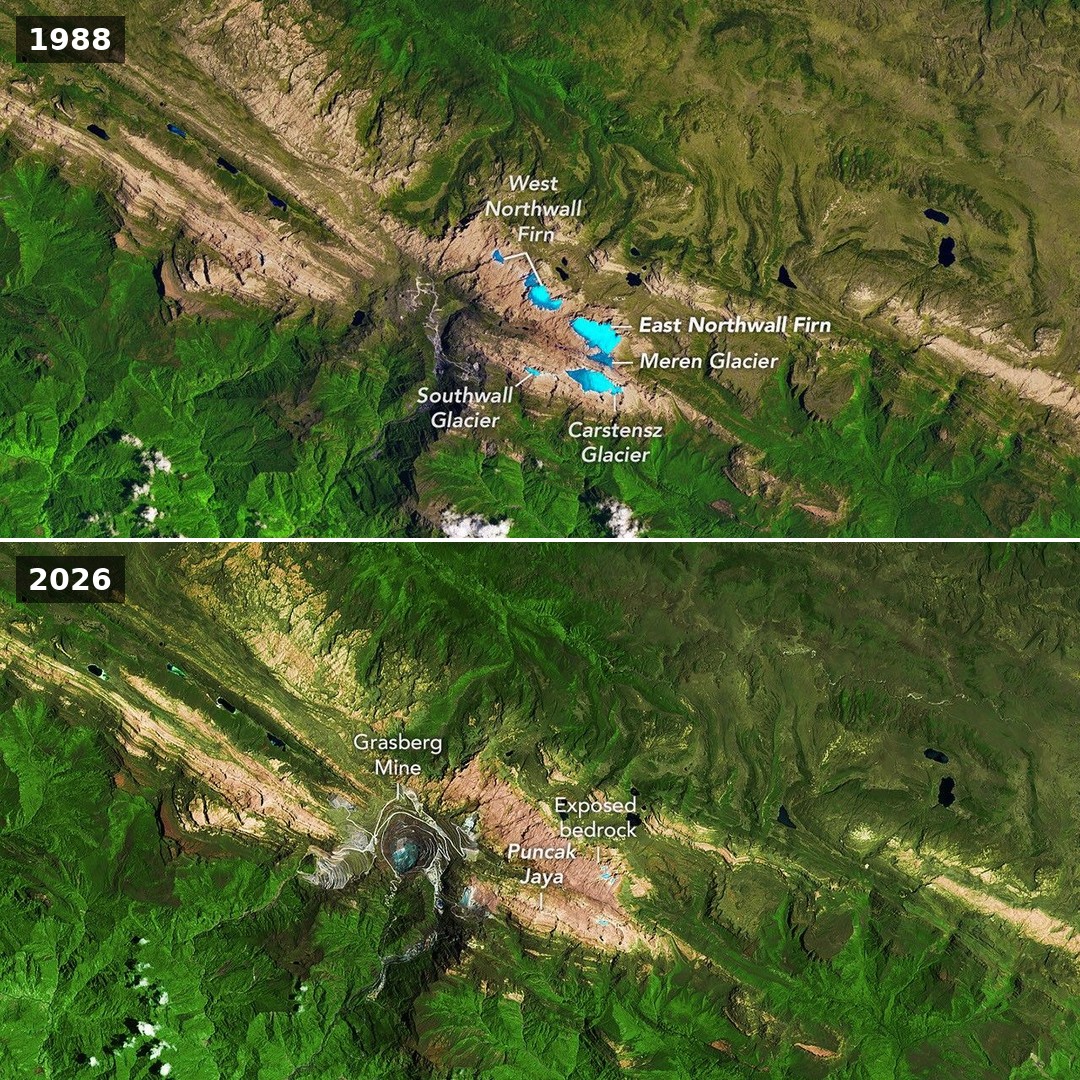 1988
West
Northwall
Firn
East Northwall Firn
Meren Glacier
Southwall
Glacier
Carstensz
Glacier
2026
Grasberg
Mine
Exposed
bedrock
Puncak
Jaya